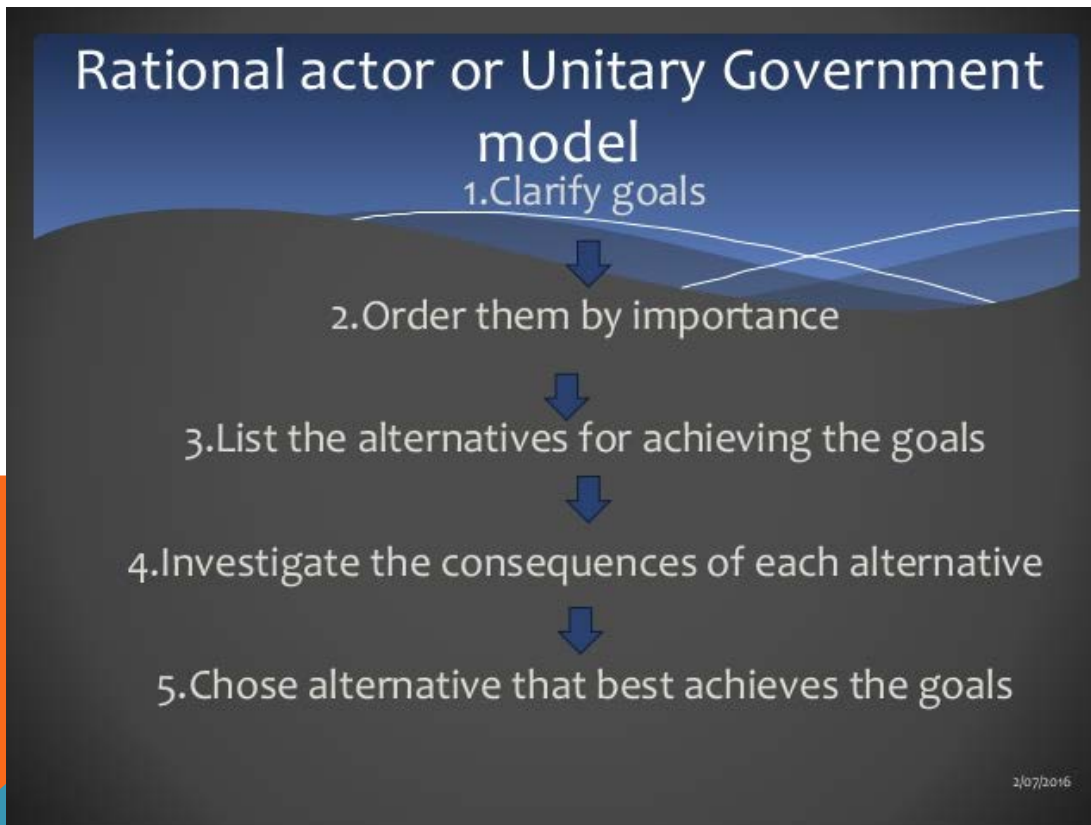 Rational actor or Unitary Government
model
1.Clarify goals
2.Order them by importance
3.List the alternatives for achieving the goals
4.Investigate the consequences of each alternative
5.Chose alternative that best achieves the goals
2/07/2016